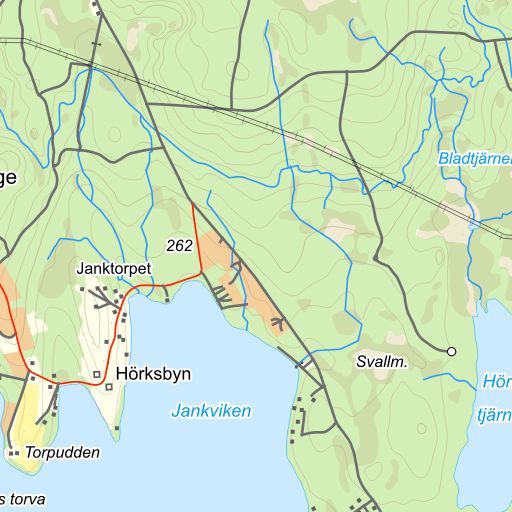 Bladtjärnen
ge
262
Janktorpet
Svallm.
Hörksbyn
Hör
tjärn
Jankviken
Torpudden
s torva